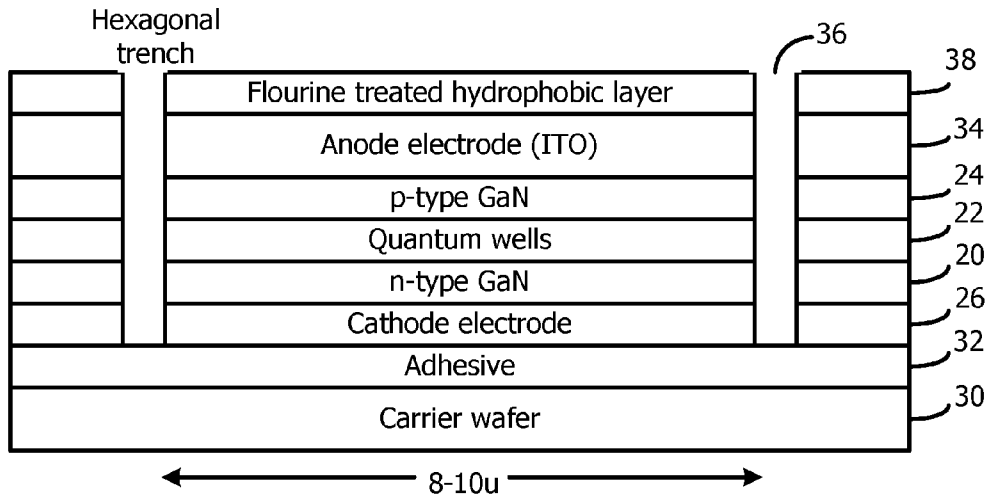 Hexagonal
trench
36
38
Flourine treated hydrophobic layer
Anode electrode (ITO)
34
p-type GaN
24
Quantum wells
22
n-type GaN
20
Cathode electrode
26
Adhesive
32
Carrier wafer
30
8-10u